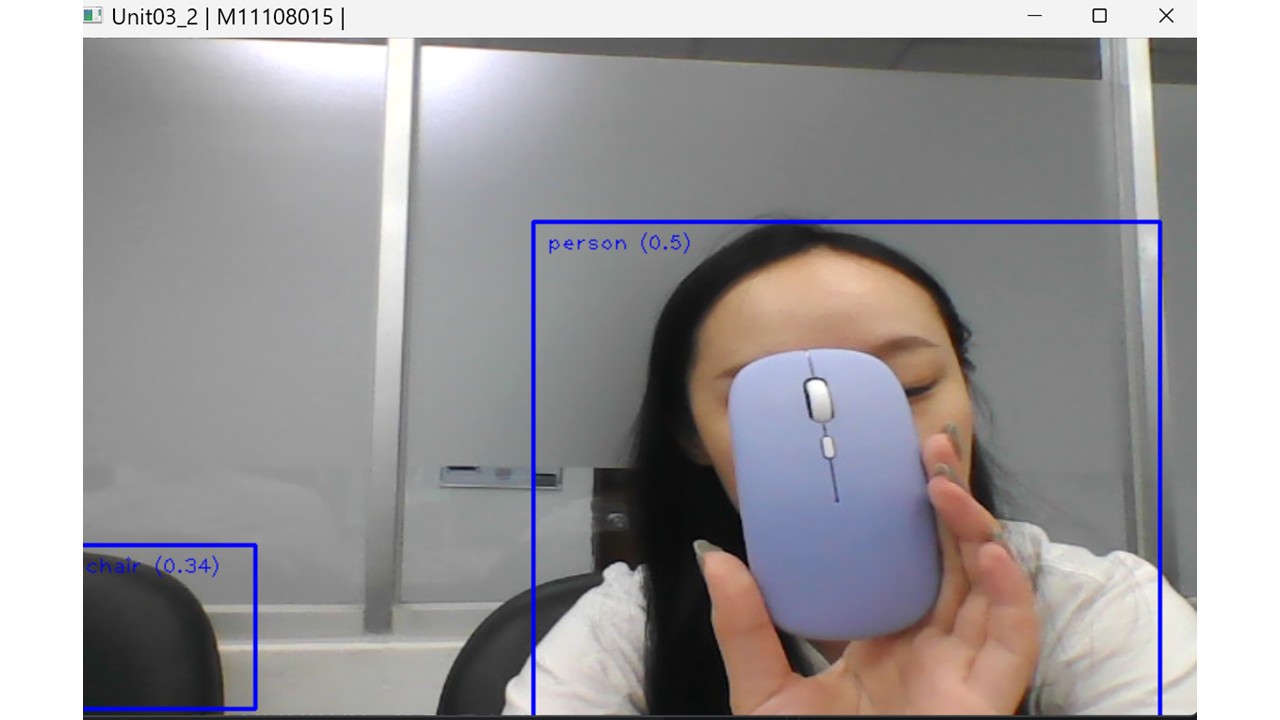 Unit03_2 | M11108015 |
person (0.5)
chair (0.34)